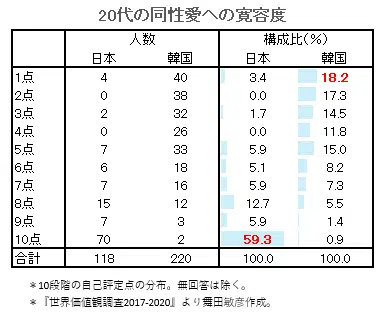 20代の同性愛への寛容度
人数 構成比(%)
日本 韓国 日本 韓国
1点 4 40 3.4 18.2
2点 0 38 0.0 17.3
3点 2 32 1.7 14.5
4点 0 26 0.0 11.8
5点 7 33 5.9 15.0
6点 6 18 5.1 8.2
7点 7 16 5.9 7.3
8点 15 12 12.7 5.5
9点 7 3 5.9 1.4
10点 70 2 59.3 0.9
合計 118 220 100.0 100.0
＊10段階の自己評定点の分布。無回答は除く。
＊『世界価値観調査2017-2020』より舞田敏彦作成。